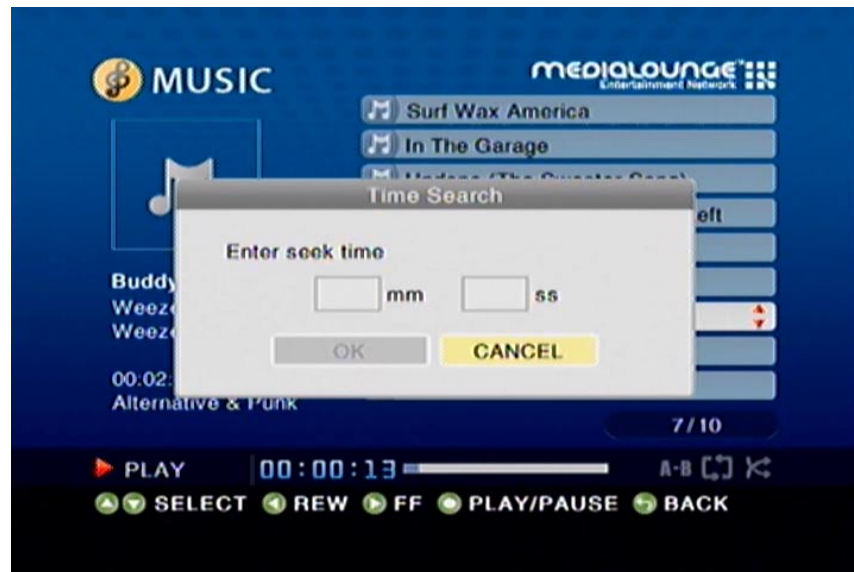 MUSIC
MEDIALOUNGE
Entertainment Network
Surf Wax America
In The Garage
Time Search
eft
Enter seek time
mm ss
OK CANCEL
Buddy
Weez
Weez
00:02:
Alternative & Punk
7/10
PLAY 00:00:13 A-B
SELECT REW FF PLAY/PAUSE BACK